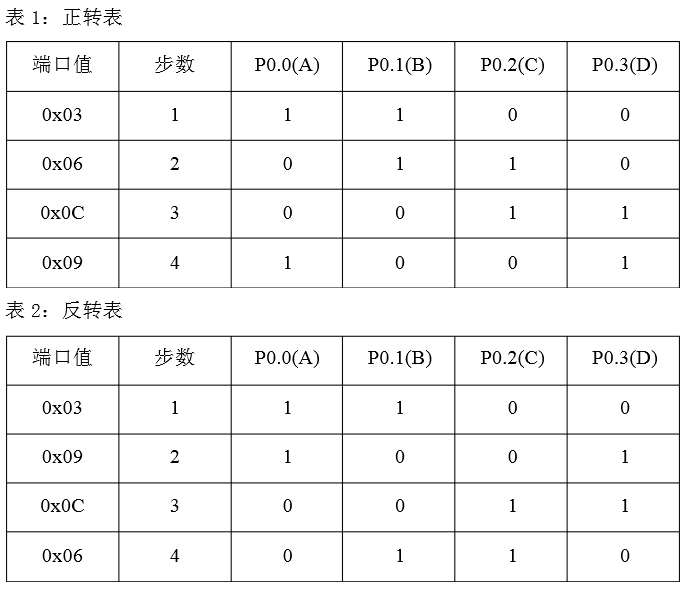 表 1：正转表
端口值 步数 P0.0(A) P0.1(B) P0.2(C) P0.3(D)
0x03 1 1 1 0 0
0x06 2 0 1 1 0
0x0C 3 0 0 1 1
0x09 4 1 0 0 1
表 2：反转表
端口值 步数 P0.0(A) P0.1(B) P0.2(C) P0.3(D)
0x03 1 1 1 0 0
0x09 2 1 0 0 1
0x0C 3 0 0 1 1
0x06 4 0 1 1 0